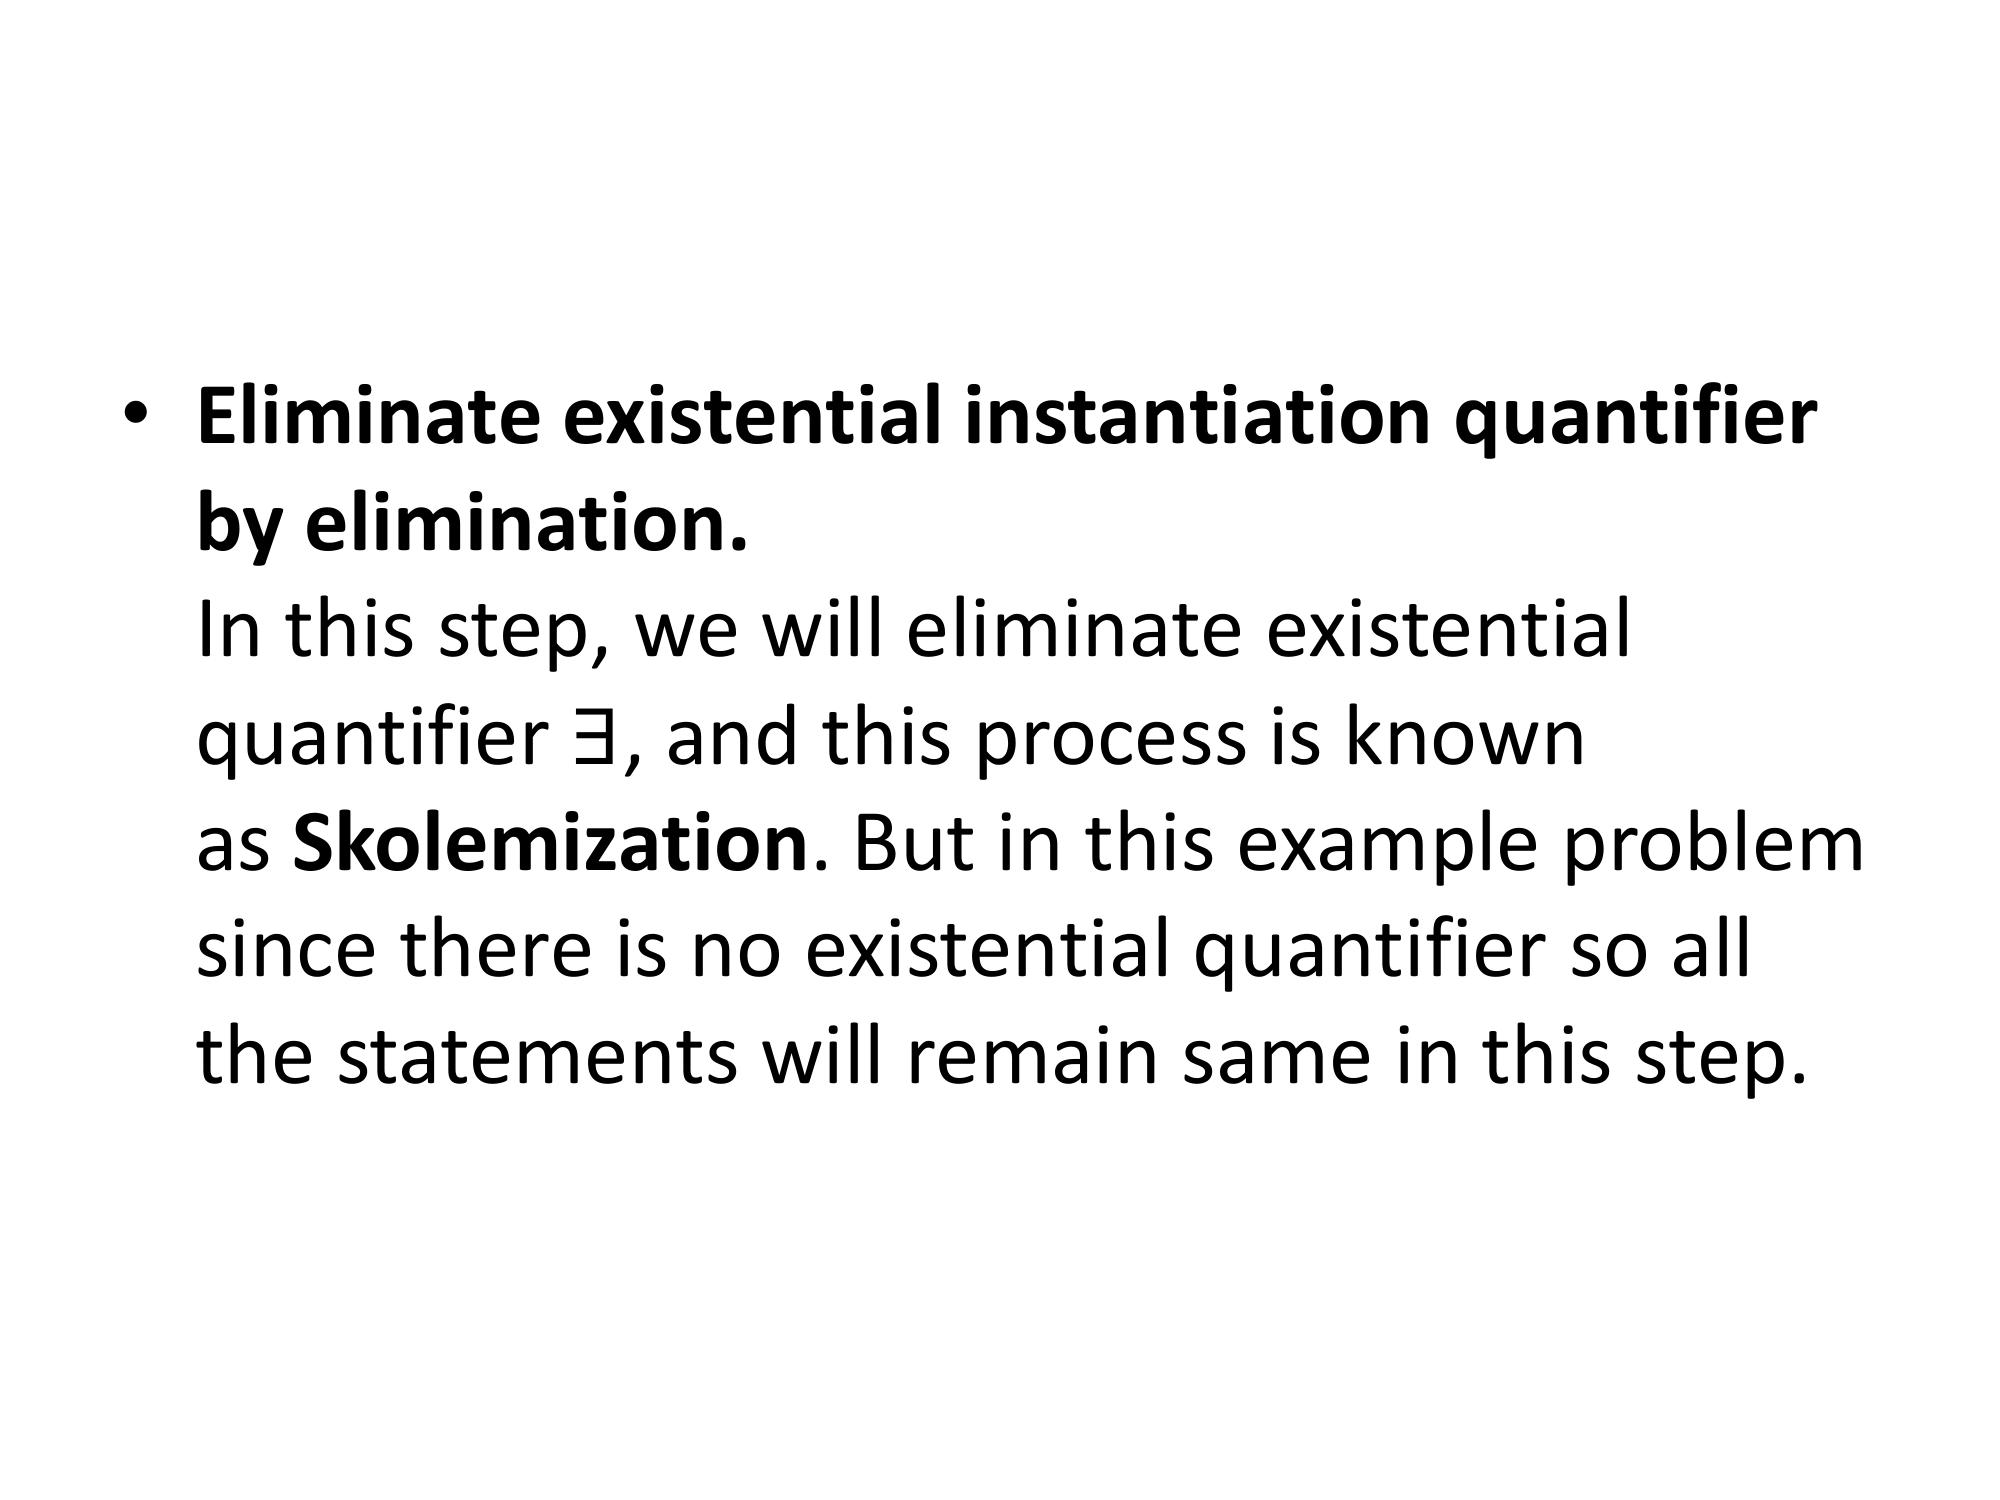 • Eliminate existential instantiation quantifier
by elimination.
In this step, we will eliminate existential
quantifier ∃, and this process is known
as Skolemization. But in this example problem
since there is no existential quantifier so all
the statements will remain same in this step.